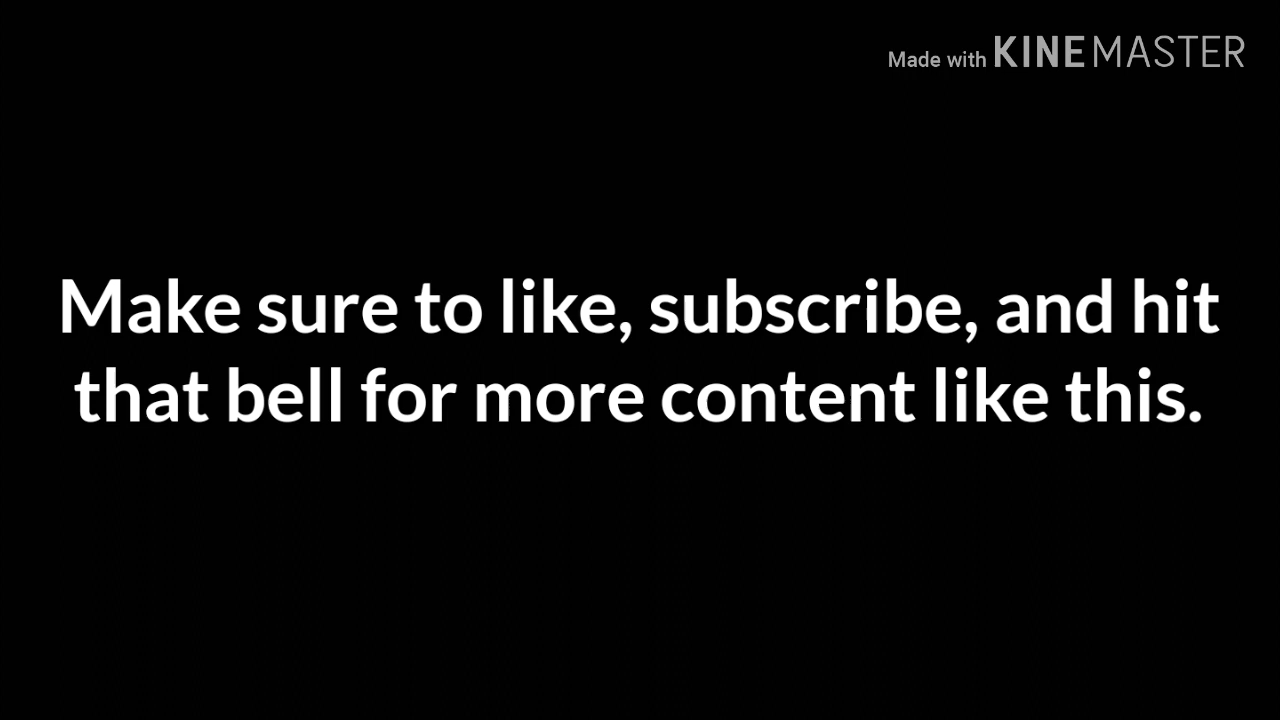 Made with KINEMASTER
Make sure to like, subscribe, and hit
that bell for more content like this.